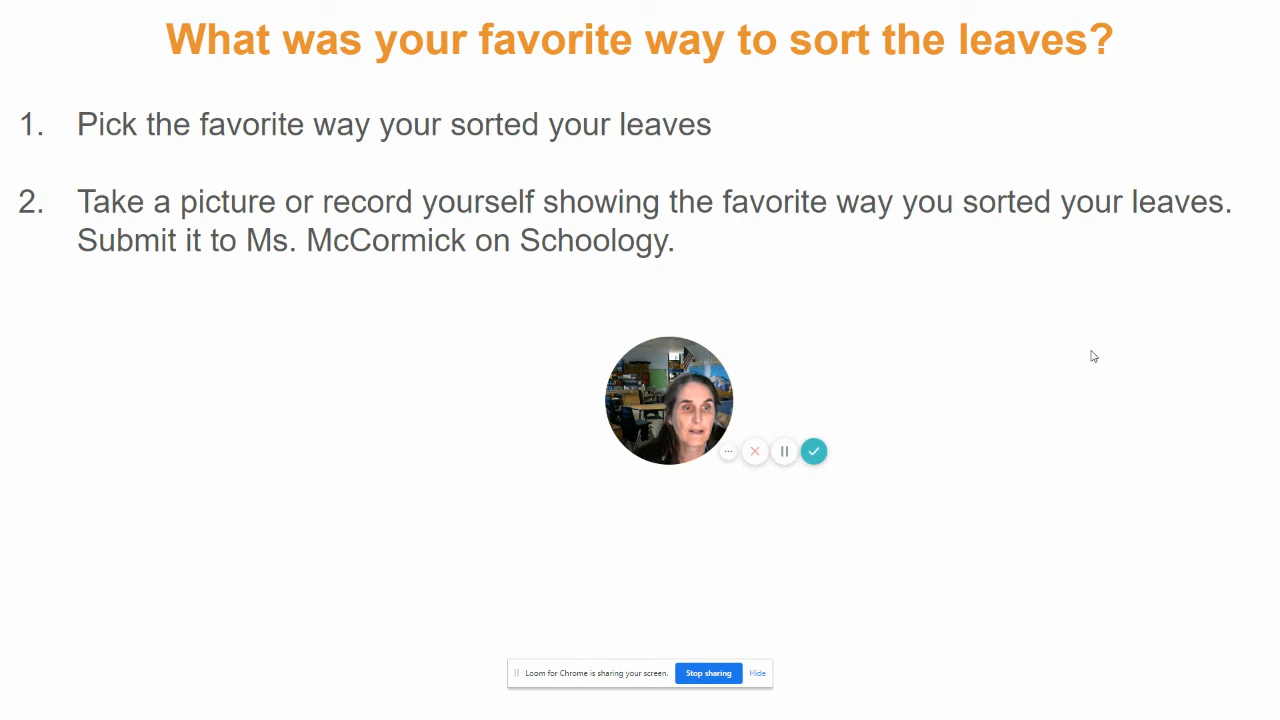 What was your favorite way to sort the leaves?
1. Pick the favorite way your sorted your leaves
2. Take a picture or record yourself showing the favorite way you sorted your leaves.
Submit it to Ms. McCormick on Schoology.
Loom for Chrome is sharing your screen. Stop sharing Hide